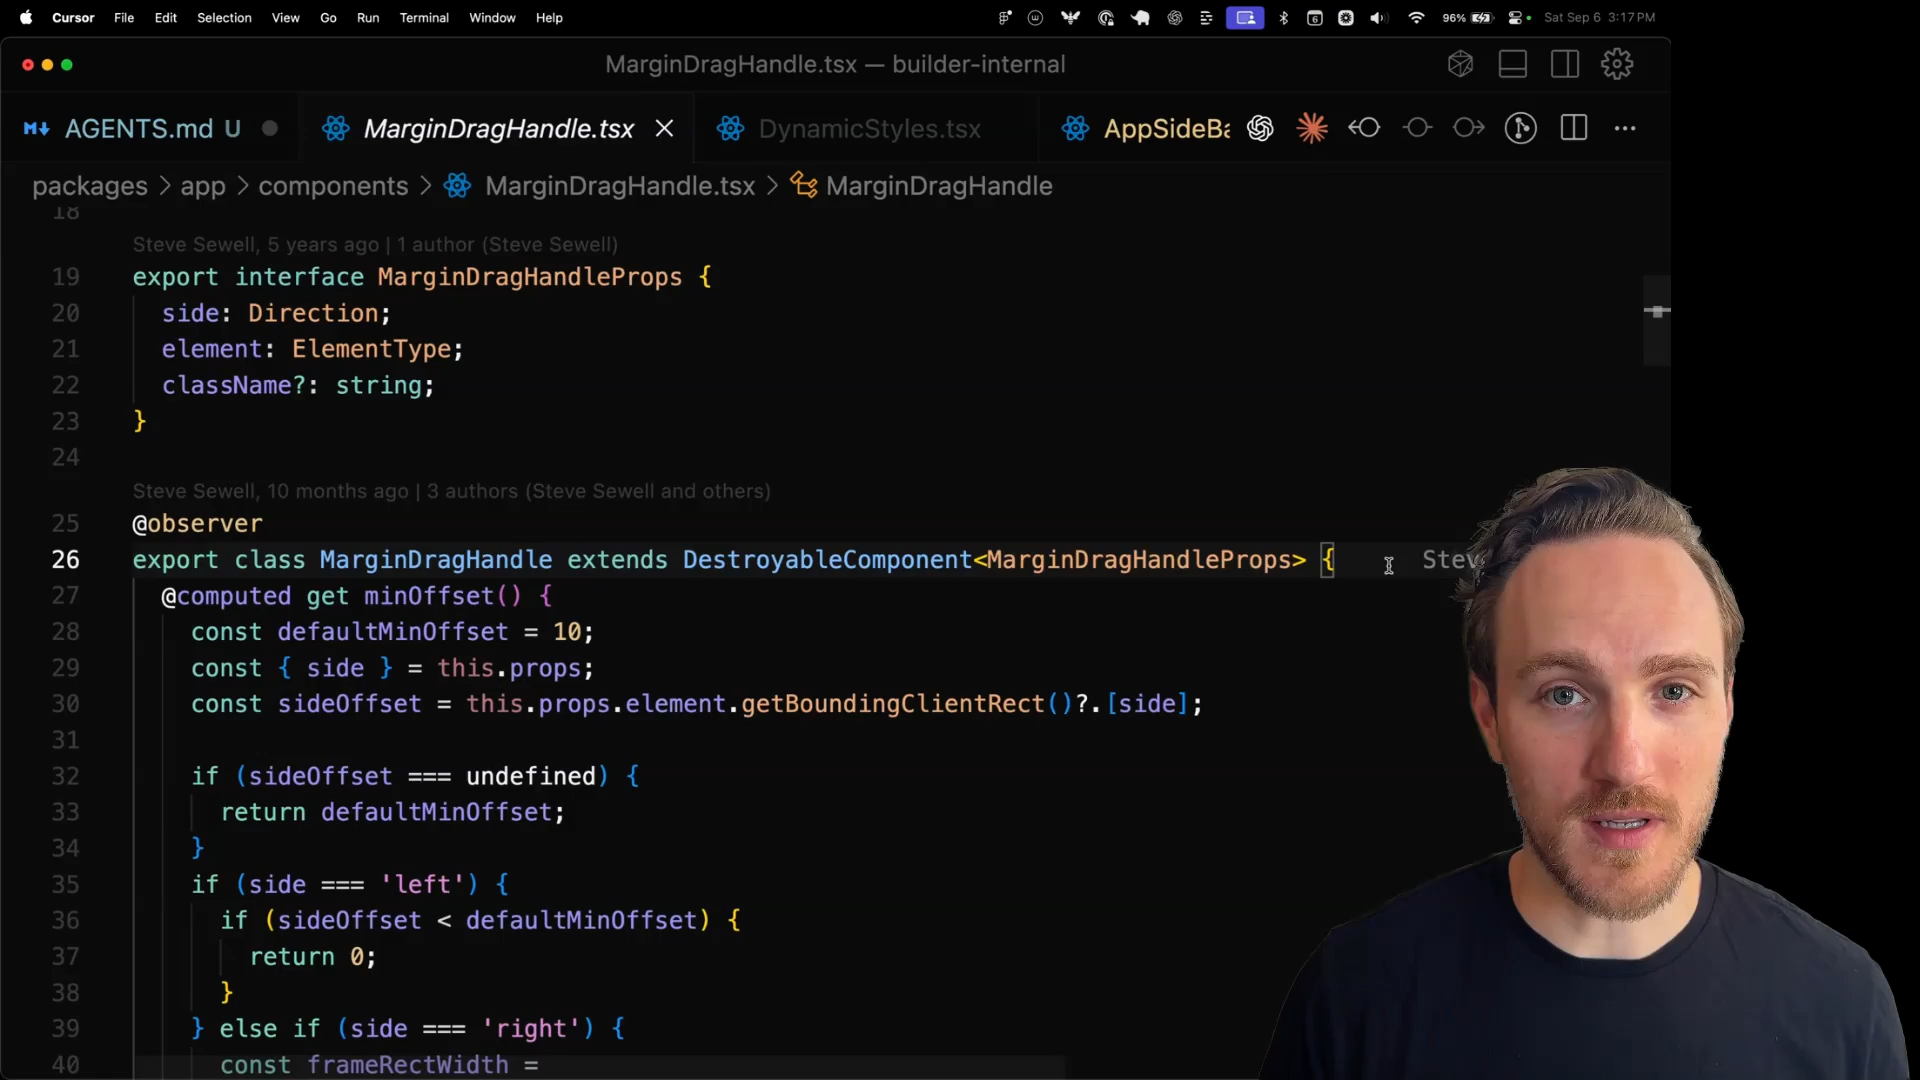 Cursor File Edit Selection View Go Run Terminal Window Help 6 96% Sat Sep 6 3:17 PM
MarginDragHandle.tsx — builder-internal
AGENTS.md U MarginDragHandle.tsx DynamicStyles.tsx AppSideBa
packages > app > components > MarginDragHandle.tsx > MarginDragHandle
18
Steve Sewell, 5 years ago | 1 author (Steve Sewell)
19 export interface MarginDragHandleProps {
20 side: Direction;
21 element: ElementType;
22 className?: string;
23 }
24
Steve Sewell, 10 months ago | 3 authors (Steve Sewell and others)
25 @observer
26 export class MarginDragHandle extends DestroyableComponent<MarginDragHandleProps> { Stev
27 @computed get minOffset() {
28 const defaultMinOffset = 10;
29 const { side } = this.props;
30 const sideOffset = this.props.element.getBoundingClientRect()?.[side];
31
32 if (sideOffset === undefined) {
33 return defaultMinOffset;
34 }
35 if (side === 'left') {
36 if (sideOffset < defaultMinOffset) {
37 return 0;
38 }
39 } else if (side === 'right') {
40 const frameRectWidth =